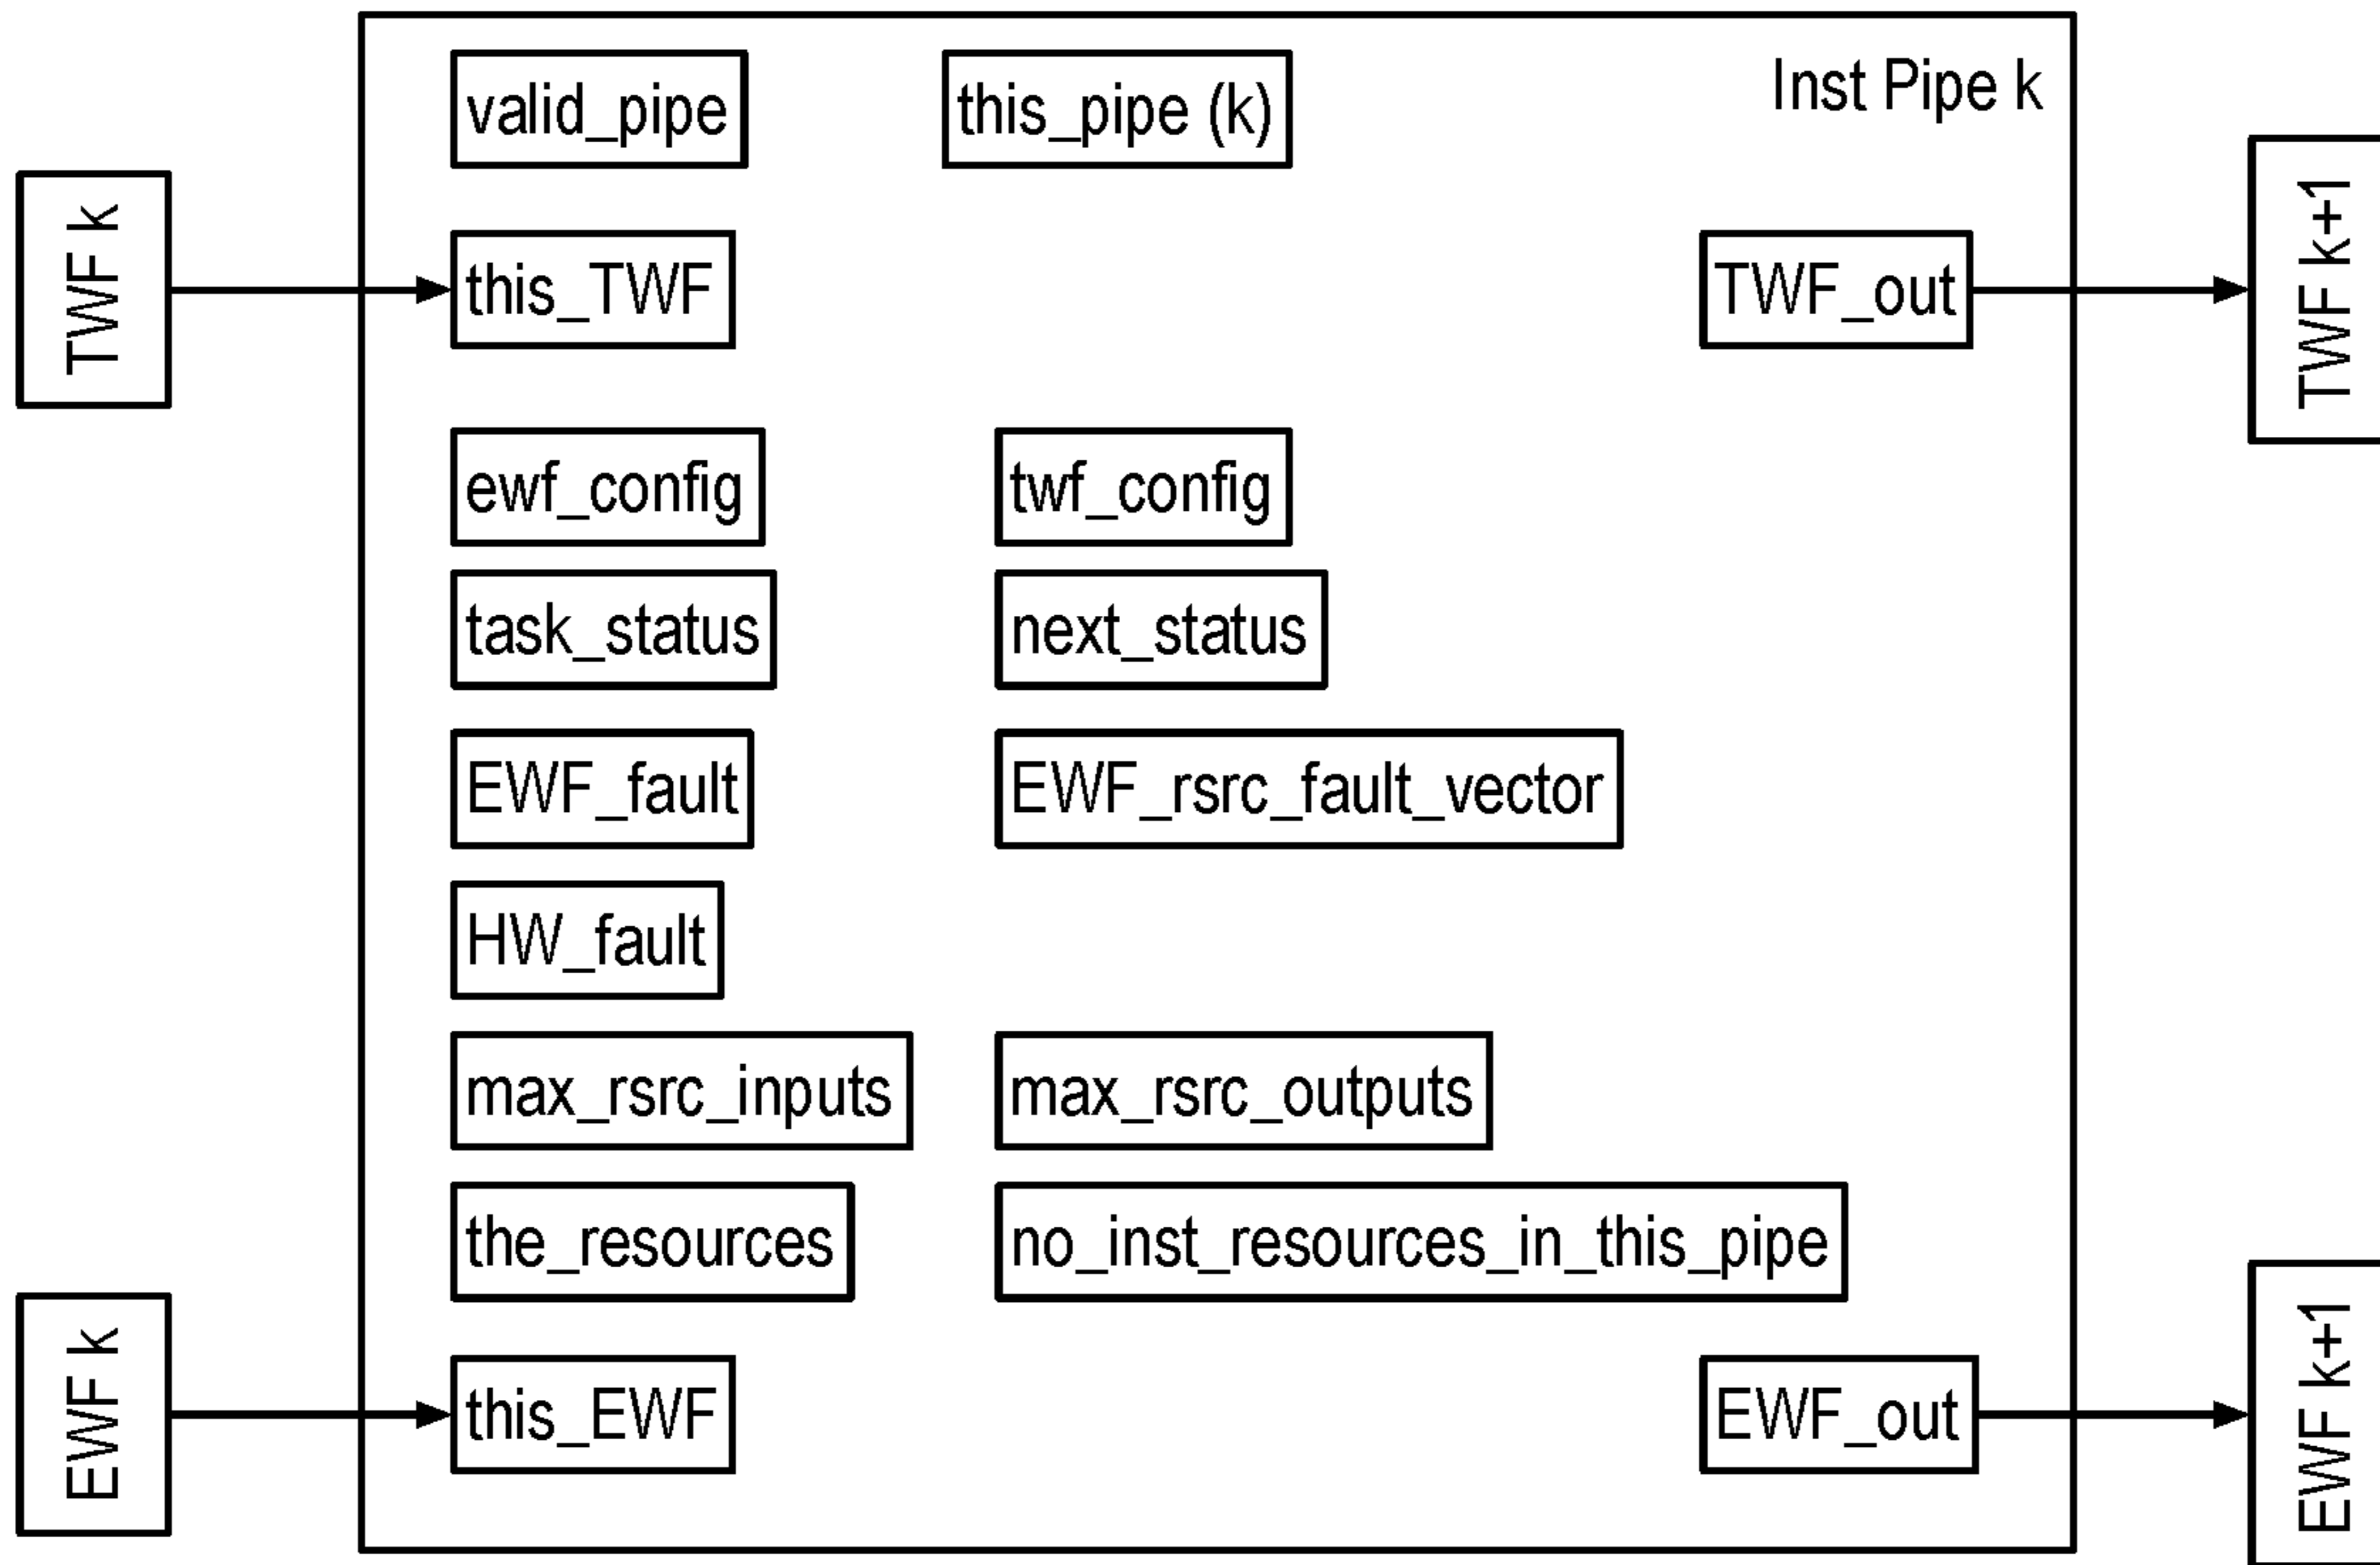 valid_pipe
this_pipe (k)
Inst Pipe k
TWF k
this_TWF
TWF_out
TWF k+1
ewf_config
twf_config
task_status
next_status
EWF_fault
EWF_rsrc_fault_vector
HW_fault
max_rsrc_inputs
max_rsrc_outputs
the_resources
no_inst_resources_in_this_pipe
EWF k
this_EWF
EWF_out
EWF k+1